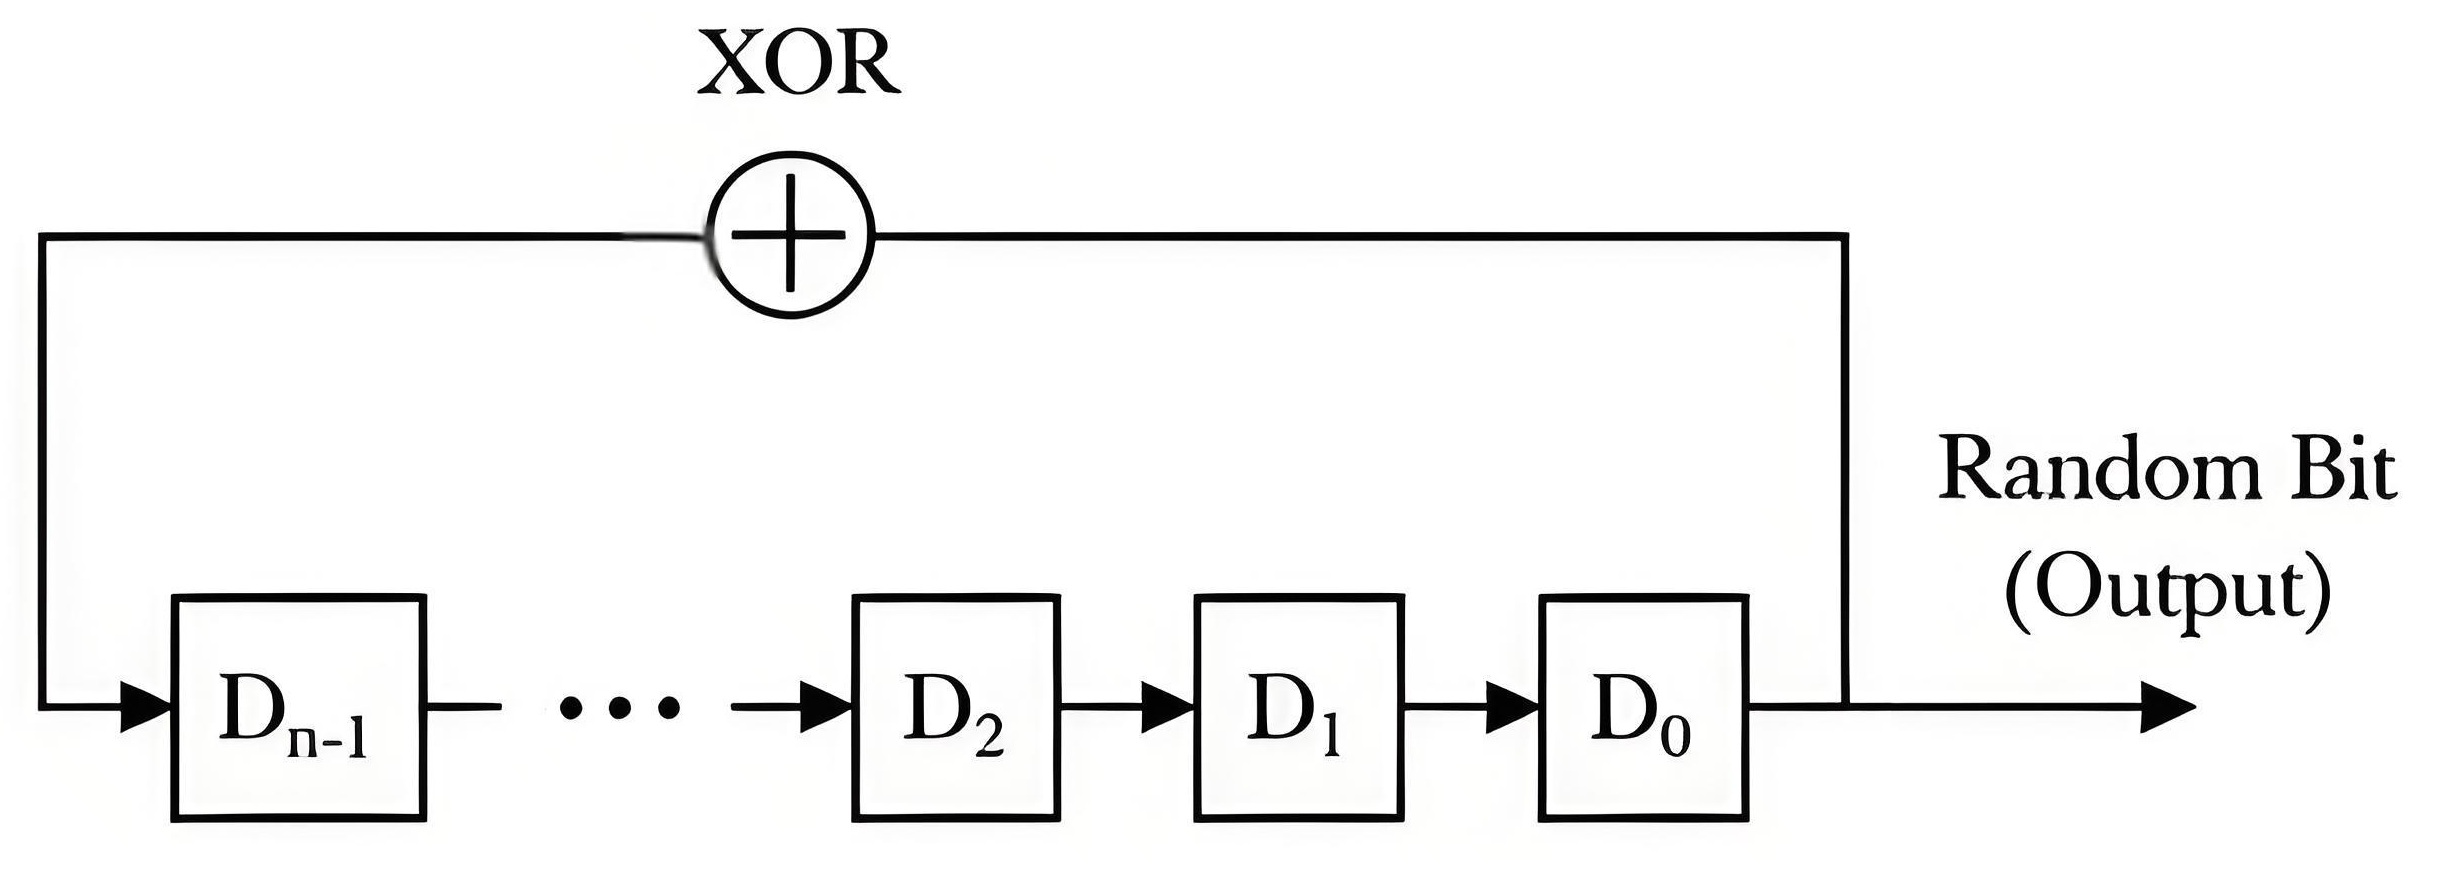 XOR
Random Bit
(Output)
Dn-1 ••• D2 D1 D0